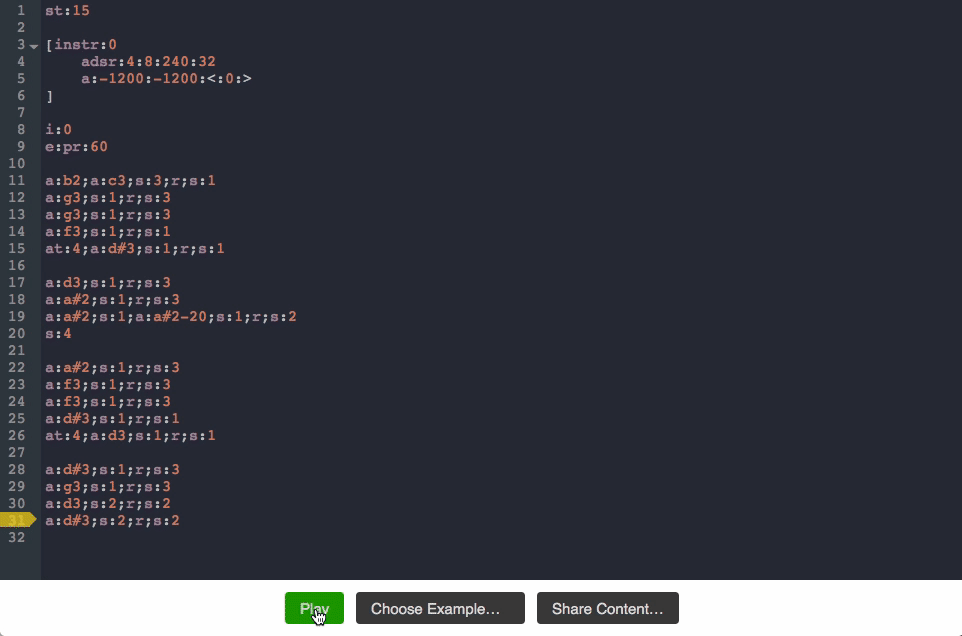 1 st:15
2
3 [instr:0
4     adsr:4:8:240:32
5     a:-1200:-1200:<:0:>
6 ]
7
8 i:0
9 e:pr:60
10
11 a:b2;a:c3;s:3;r;s:1
12 a:g3;s:1;r;s:3
13 a:g3;s:1;r;s:3
14 a:f3;s:1;r;s:1
15 at:4;a:d#3;s:1;r;s:1
16
17 a:d3;s:1;r;s:3
18 a:a#2;s:1;r;s:3
19 a:a#2;s:1;a:a#2-20;s:1;r;s:2
20 s:4
21
22 a:a#2;s:1;r;s:3
23 a:f3;s:1;r;s:3
24 a:f3;s:1;r;s:3
25 a:d#3;s:1;r;s:1
26 at:4;a:d3;s:1;r;s:1
27
28 a:d#3;s:1;r;s:3
29 a:g3;s:1;r;s:3
30 a:d3;s:2;r;s:2
31 a:d#3;s:2;r;s:2
32
Play Choose Example… Share Content…